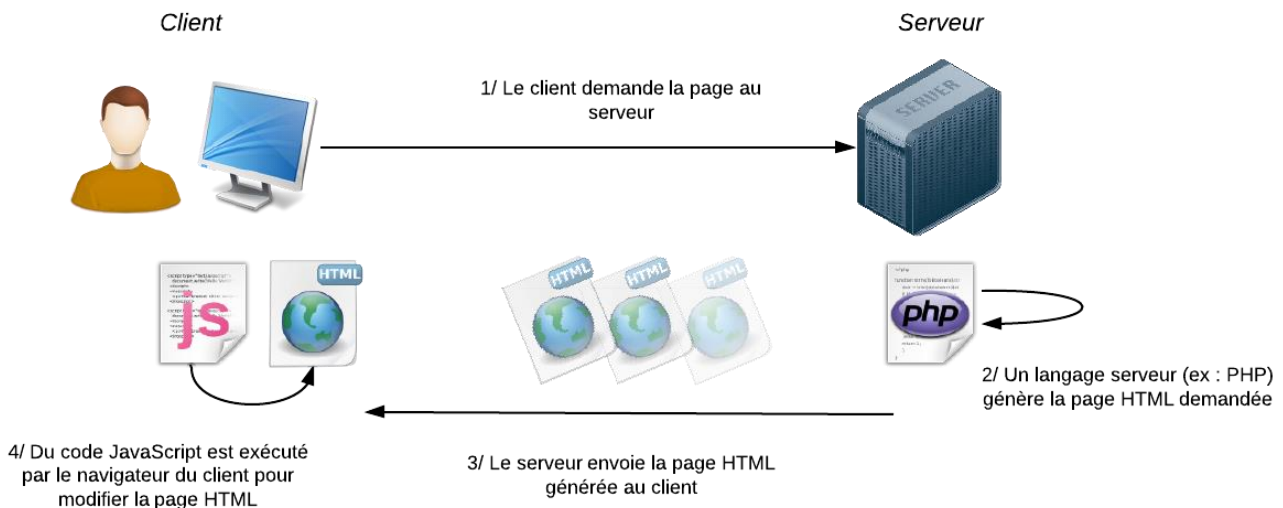 Client
Serveur
1/ Le client demande la page au
serveur
SERVER
js
HTML
HTML
HTML
HTML
php
2/ Un langage serveur (ex : PHP)
génère la page HTML demandée
4/ Du code JavaScript est exécuté
par le navigateur du client pour
modifier la page HTML
3/ Le serveur envoie la page HTML
générée au client